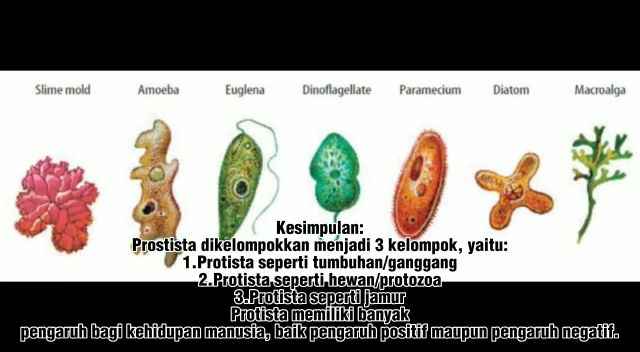 Slime mold Amoeba Euglena Dinoflagellate Paramecium Diatom Macroalga
Kesimpulan:
Prostista dikelompokkan menjadi 3 kelompok, yaitu:
1.Protista seperti tumbuhan/ganggang
2.Protista seperti hewan/protozoa
3.Protista seperti jamur
Protista memiliki banyak
pengaruh bagi kehidupan manusia, baik pengaruh positif maupun pengaruh negatif.